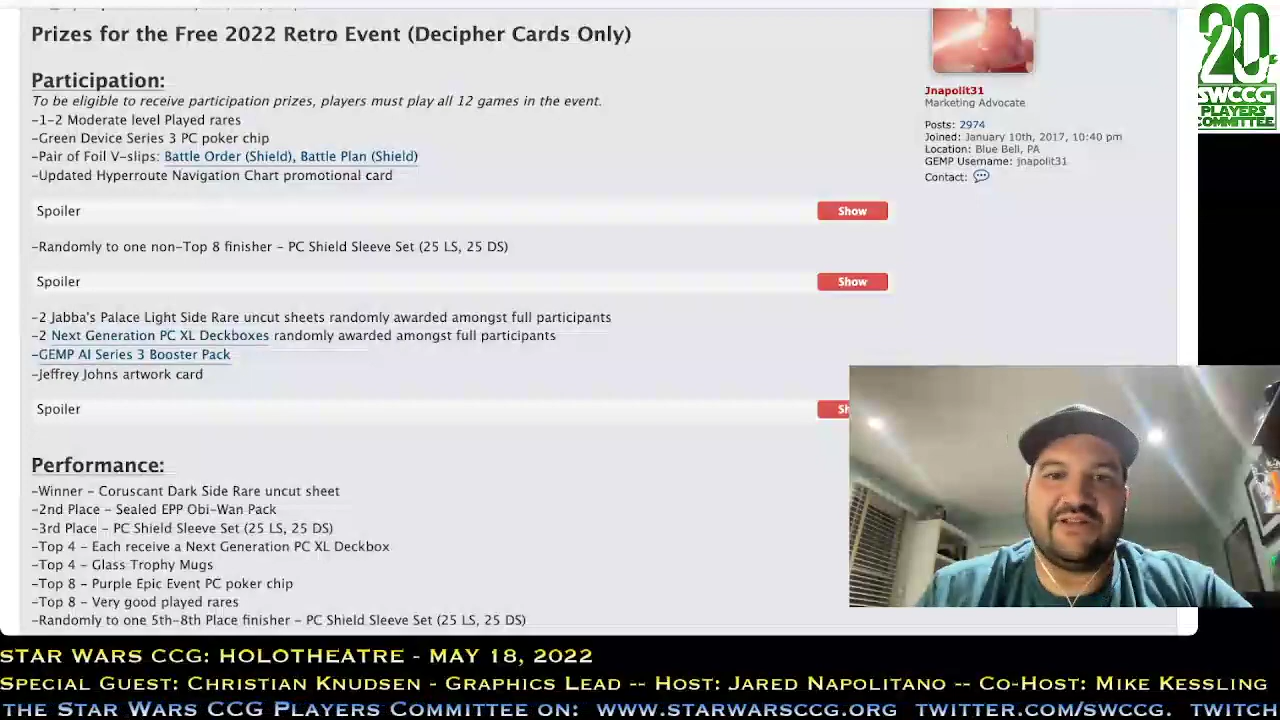 Prizes for the Free 2022 Retro Event (Decipher Cards Only)
Participation:
To be eligible to receive participation prizes, players must play all 12 games in the event.
-1-2 Moderate level Played rares
-Green Device Series 3 PC poker chip
-Pair of Foil V-slips: Battle Order (Shield), Battle Plan (Shield)
-Updated Hyperroute Navigation Chart promotional card
Spoiler Show
-Randomly to one non-Top 8 finisher - PC Shield Sleeve Set (25 LS, 25 DS)
Spoiler Show
-2 Jabba's Palace Light Side Rare uncut sheets randomly awarded amongst full participants
-2 Next Generation PC XL Deckboxes randomly awarded amongst full participants
-GEMP AI Series 3 Booster Pack
-Jeffrey Johns artwork card
Spoiler Sh
Performance:
-Winner - Coruscant Dark Side Rare uncut sheet
-2nd Place - Sealed EPP Obi-Wan Pack
-3rd Place - PC Shield Sleeve Set (25 LS, 25 DS)
-Top 4 - Each receive a Next Generation PC XL Deckbox
-Top 4 - Glass Trophy Mugs
-Top 8 - Purple Epic Event PC poker chip
-Top 8 - Very good played rares
-Randomly to one 5th-8th Place finisher - PC Shield Sleeve Set (25 LS, 25 DS)
Jnapolit31
Marketing Advocate
Posts: 2974
Joined: January 10th, 2017, 10:40 pm
Location: Blue Bell, PA
GEMP Username: jnapolit31
Contact:
20
SWCCG
PLAYERS
COMMITTEE
STAR WARS CCG: HOLOTHEATRE - MAY 18, 2022
SPECIAL GUEST: CHRISTIAN KNUDSEN - GRAPHICS LEAD -- HOST: JARED NAPOLITANO -- CO-HOST: MIKE KESSLING
THE STAR WARS CCG PLAYERS COMMITTEE ON: WWW.STARWARSCCG.ORG TWITTER.COM/SWCCG. TWITCH